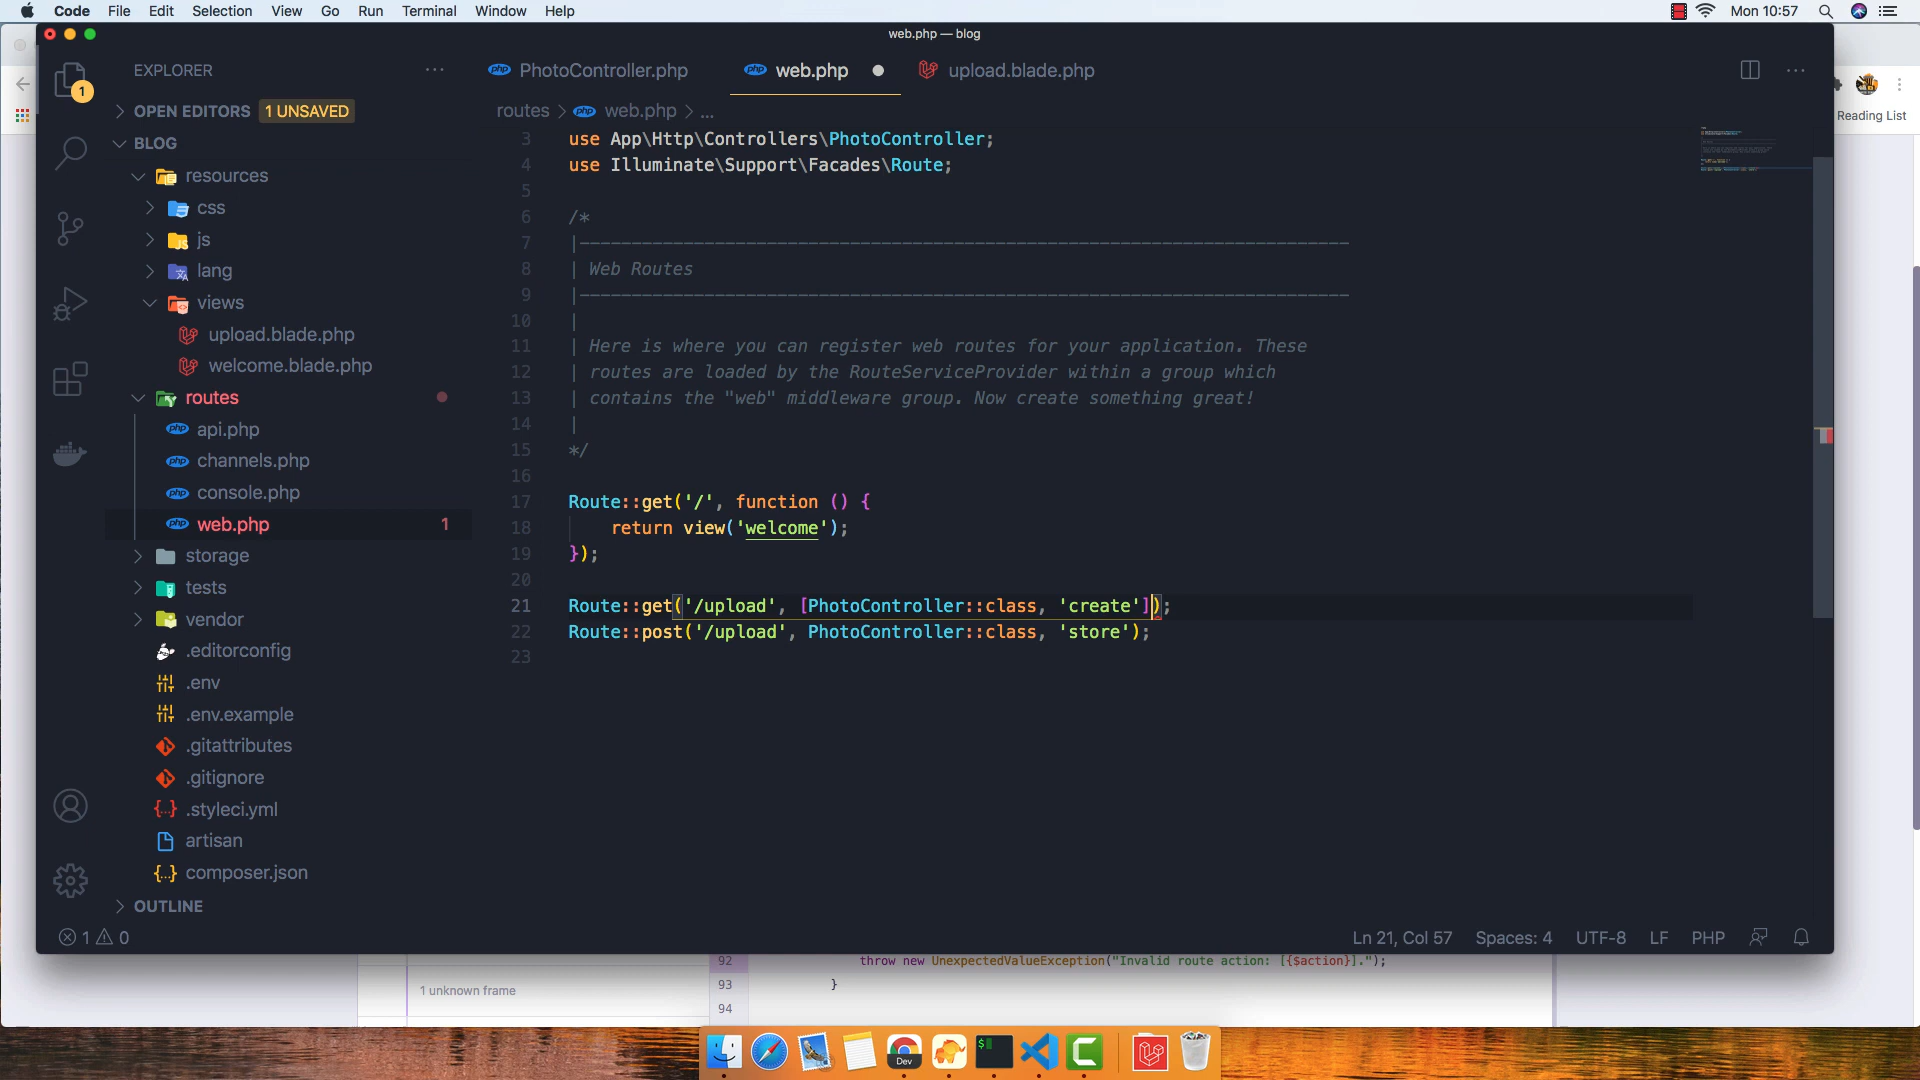 Code File Edit Selection View Go Run Terminal Window Help Mon 10:57
web.php — blog
EXPLORER ...
PhotoController.php web.php upload.blade.php ...
1
OPEN EDITORS 1 UNSAVED
routes > web.php > ...
Reading List
BLOG
resources
css
js
lang
views
upload.blade.php
welcome.blade.php
routes
api.php
channels.php
console.php
web.php 1
storage
tests
vendor
.editorconfig
.env
.env.example
.gitattributes
.gitignore
.styleci.yml
artisan
composer.json
OUTLINE
3 use App\Http\Controllers\PhotoController;
4 use Illuminate\Support\Facades\Route;
5
6 /*
7 |--------------------------------------------------------------------------
8 | Web Routes
9 |--------------------------------------------------------------------------
10 |
11 | Here is where you can register web routes for your application. These
12 | routes are loaded by the RouteServiceProvider within a group which
13 | contains the "web" middleware group. Now create something great!
14 |
15 */
16
17 Route::get('/', function () {
18 return view('welcome');
19 });
20
21 Route::get('/upload', [PhotoController::class, 'create']);
22 Route::post('/upload', PhotoController::class, 'store');
23
1 0 Ln 21, Col 57 Spaces: 4 UTF-8 LF PHP
92 throw new UnexpectedValueException("Invalid route action: [{$action}].");
1 unknown frame
93 }
94
$
Dev